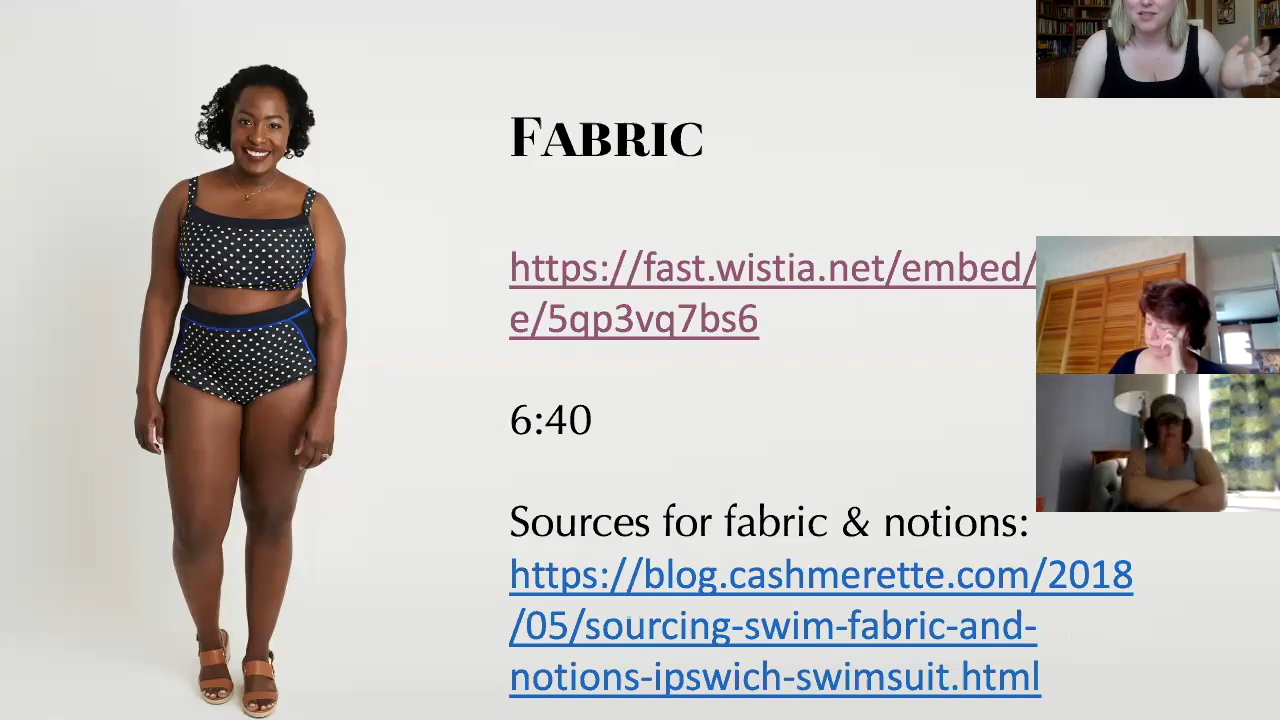 FABRIC
https://fast.wistia.net/embed/
e/5qp3vq7bs6
6:40
Sources for fabric & notions:
https://blog.cashmerette.com/2018
/05/sourcing-swim-fabric-and-
notions-ipswich-swimsuit.html